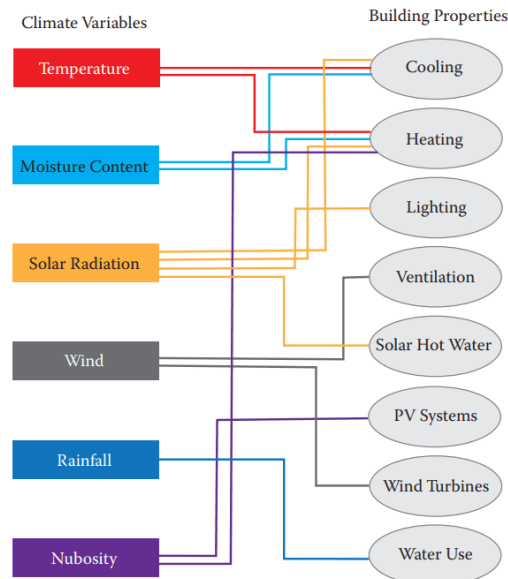 Climate Variables
Building Properties
Temperature
Moisture Content
Solar Radiation
Wind
Rainfall
Nubosity
Cooling
Heating
Lighting
Ventilation
Solar Hot Water
PV Systems
Wind Turbines
Water Use